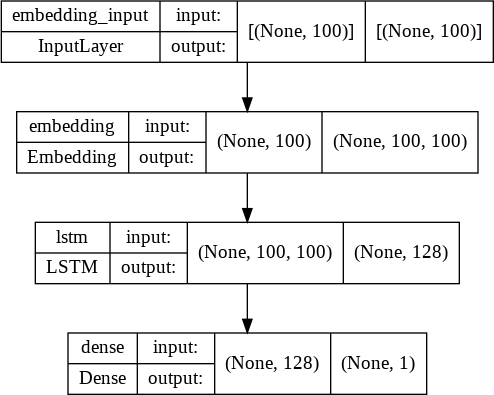 embedding_input input: [(None, 100)] [(None, 100)]
InputLayer output:
embedding input: (None, 100) (None, 100, 100)
Embedding output:
lstm input: (None, 100, 100) (None, 128)
LSTM output:
dense input: (None, 128) (None, 1)
Dense output: